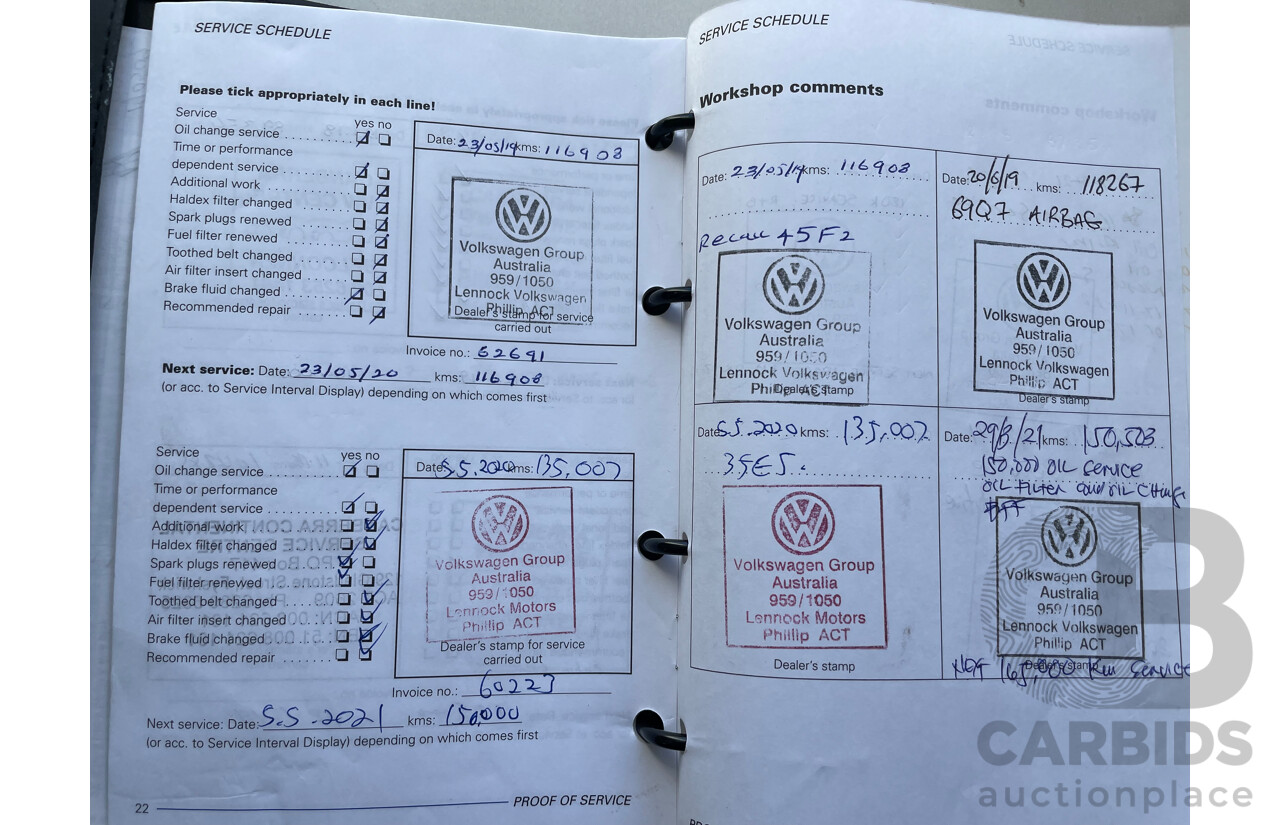 SERVICE SCHEDULE
Please tick appropriately in each line!
Service
yes no
Oil change service
Time or performance
dependent service
Additional work
Haldex filter changed
Spark plugs renewed
Fuel filter renewed
Toothed belt changed
Air filter insert changed
Brake fluid changed
Recommended repair
Date: 23/05/19 kms: 116908
Volkswagen Group
Australia
959/1050
Lennock Volkswagen
Phillip ACT
Dealer's stamp for service
carried out
Invoice no.: 62691
Next service: Date: 23/05/20 kms: 116908
(or acc. to Service Interval Display) depending on which comes first
Service
yes no
Oil change service
Time or performance
dependent service
Additional work
Haldex filter changed
Spark plugs renewed
Fuel filter renewed
Toothed belt changed
Air filter insert changed
Brake fluid changed
Recommended repair
Date: 5.5.2020 kms: 135,007
Volkswagen Group
Australia
959/1050
Lennock Motors
Phillip ACT
Dealer's stamp for service
carried out
Invoice no.: 60223
Next service: Date: 5.5.2021 kms: 150,000
(or acc. to Service Interval Display) depending on which comes first
22
PROOF OF SERVICE
SERVICE SCHEDULE
Workshop comments
Date: 23/05/19 kms: 116908
Recall 45F2
Volkswagen Group
Australia
959/1050
Lennock Volkswagen
Phillip ACT
Dealer's stamp
Date: 20/6/19 kms: 118267
69Q7 AIRBAG
Volkswagen Group
Australia
959/1050
Lennock Volkswagen
Phillip ACT
Dealer's stamp
Date: 5.5.2020 kms: 135,007
35E5.
Volkswagen Group
Australia
959/1050
Lennock Motors
Phillip ACT
Dealer's stamp
Date: 29/3/21 kms: 150,503
150,000 OIL Service
OIL Filter and OIL Change
Volkswagen Group
Australia
959/1050
Lennock Volkswagen
Phillip ACT
Dealer's stamp
165,000 Km Service
CARBIDS
auctionplace